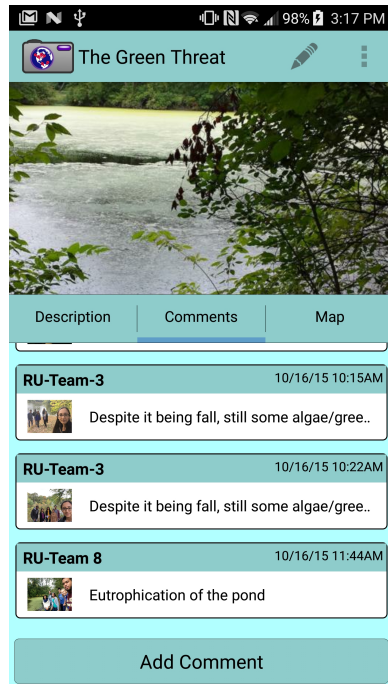 98% 3:17 PM
The Green Threat
Description Comments Map
RU-Team-3 10/16/15 10:15AM
Despite it being fall, still some algae/gree..
RU-Team-3 10/16/15 10:22AM
Despite it being fall, still some algae/gree..
RU-Team 8 10/16/15 11:44AM
Eutrophication of the pond
Add Comment